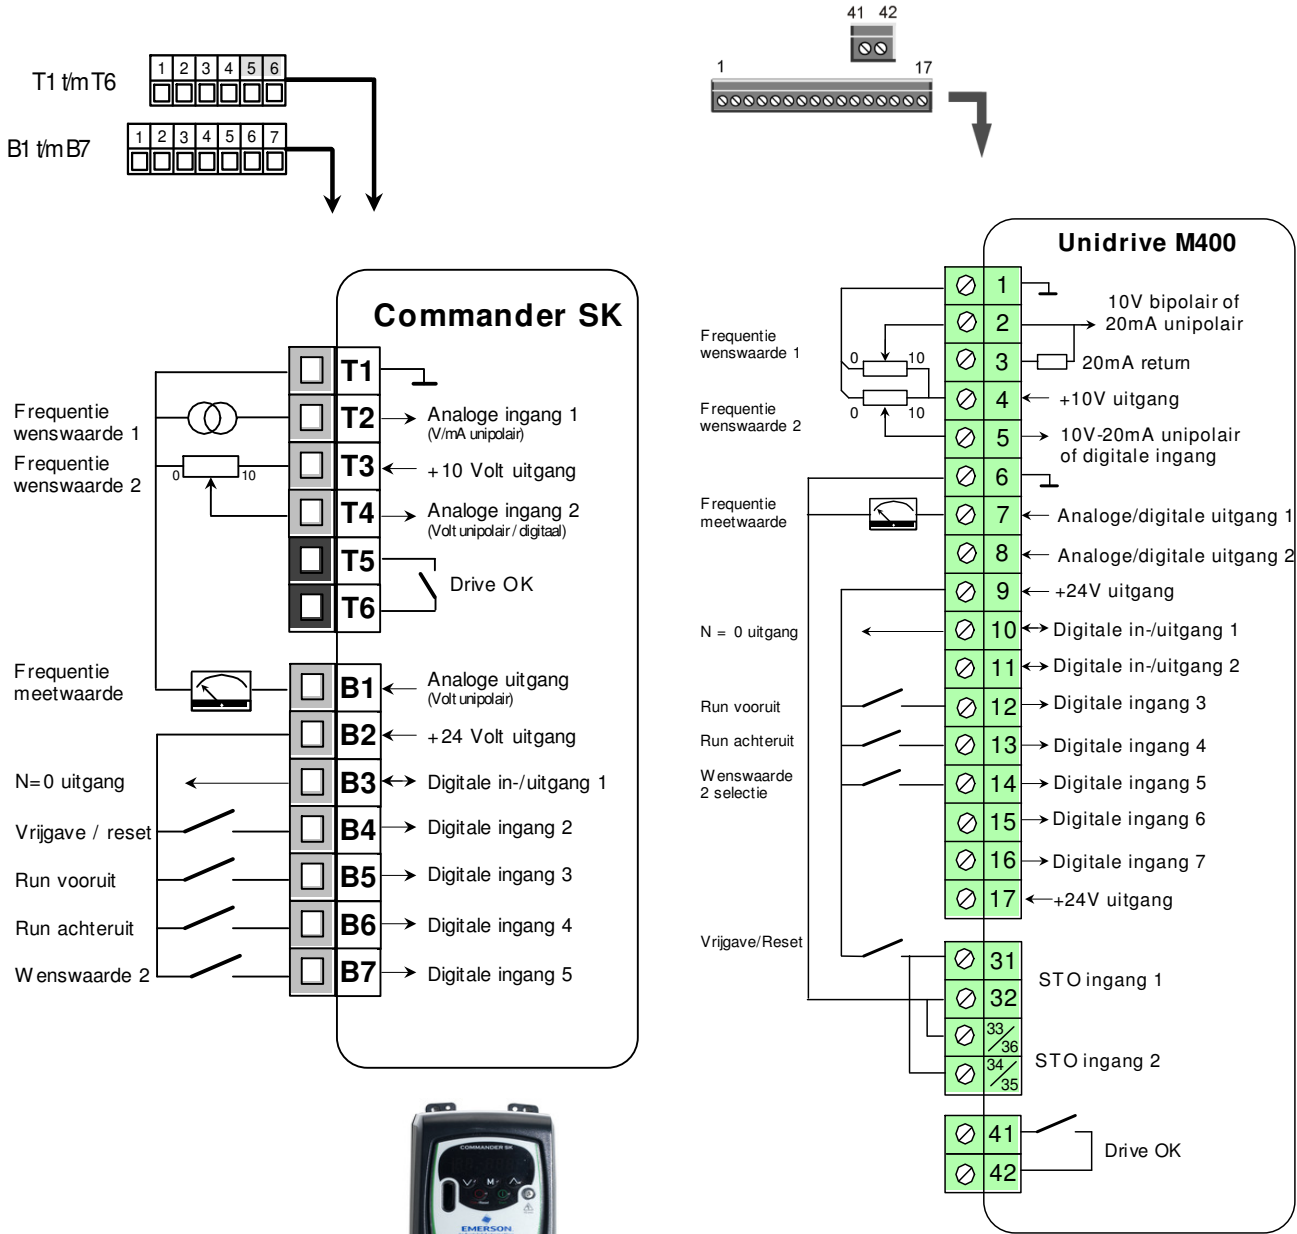 41 42
1 17
T1 t/m T6
1 2 3 4 5 6
B1 t/m B7
1 2 3 4 5 6 7
Commander SK
T1
Frequentie
wenswaarde 1
T2
Analoge ingang 1
(V/mA unipolair)
Frequentie
wenswaarde 2
0 10
T3
+10 Volt uitgang
T4
Analoge ingang 2
(Volt unipolair / digitaal)
T5
T6
Drive OK
Frequentie
meetwaarde
B1
Analoge uitgang
(Volt unipolair)
B2
+24 Volt uitgang
N=0 uitgang
B3
Digitale in-/uitgang 1
Vrijgave / reset
B4
Digitale ingang 2
Run vooruit
B5
Digitale ingang 3
Run achteruit
B6
Digitale ingang 4
Wenswaarde 2
B7
Digitale ingang 5
COMMANDER SK
M
EMERSON
Unidrive M400
1
2
10V bipolair of
20mA unipolair
Frequentie
wenswaarde 1
0 10
3
20mA return
4
+10V uitgang
Frequentie
wenswaarde 2
0 10
5
10V-20mA unipolair
of digitale ingang
6
Frequentie
meetwaarde
7
Analoge/digitale uitgang 1
8
Analoge/digitale uitgang 2
9
+24V uitgang
N = 0 uitgang
10
Digitale in-/uitgang 1
11
Digitale in-/uitgang 2
Run vooruit
12
Digitale ingang 3
Run achteruit
13
Digitale ingang 4
Wenswaarde
2 selectie
14
Digitale ingang 5
15
Digitale ingang 6
16
Digitale ingang 7
17
+24V uitgang
Vrijgave/Reset
31
32
STO ingang 1
33/36
34/35
STO ingang 2
41
42
Drive OK